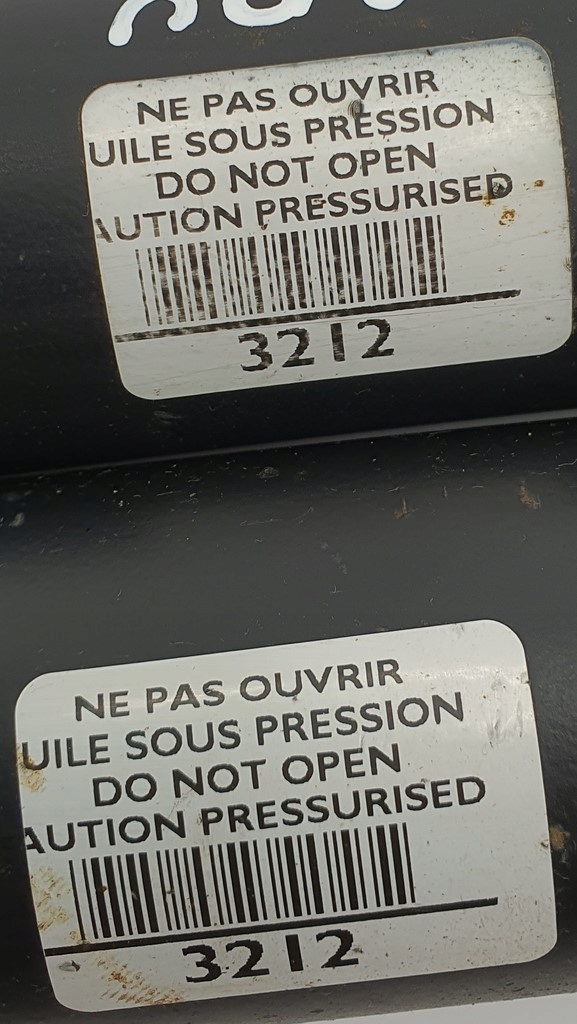 NE PAS OUVRIR
UILE SOUS PRESSION
DO NOT OPEN
AUTION PRESSURISED
3212
NE PAS OUVRIR
UILE SOUS PRESSION
DO NOT OPEN
AUTION PRESSURISED
3212